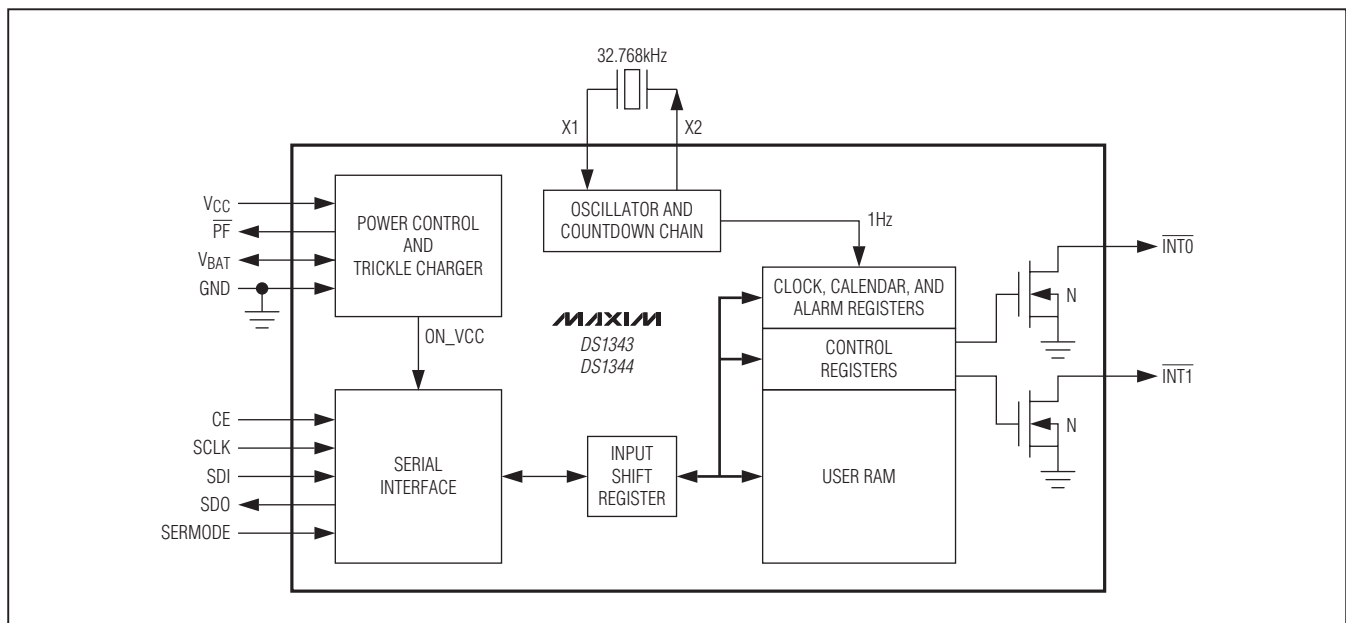 32.768kHz
X1
X2
VCC
PF
VBAT
GND
POWER CONTROL
AND
TRICKLE CHARGER
OSCILLATOR AND
COUNTDOWN CHAIN
1Hz
INT0
N
CLOCK, CALENDAR, AND
ALARM REGISTERS
MAXIM
DS1343
DS1344
ON_VCC
CONTROL
REGISTERS
INT1
N
CE
SCLK
SDI
SDO
SERMODE
SERIAL
INTERFACE
INPUT
SHIFT
REGISTER
USER RAM